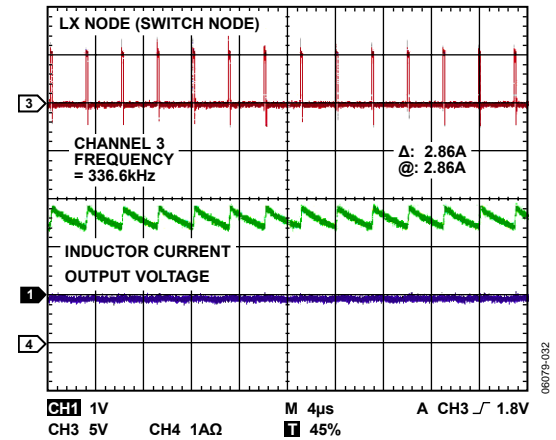 LX NODE (SWITCH NODE)
3
CHANNEL 3
FREQUENCY
= 336.6kHz
Δ: 2.86A
@: 2.86A
INDUCTOR CURRENT
OUTPUT VOLTAGE
1
4
06079-032
CH1 1V M 4µs A CH3 1.8V
CH3 5V CH4 1AΩ T 45%